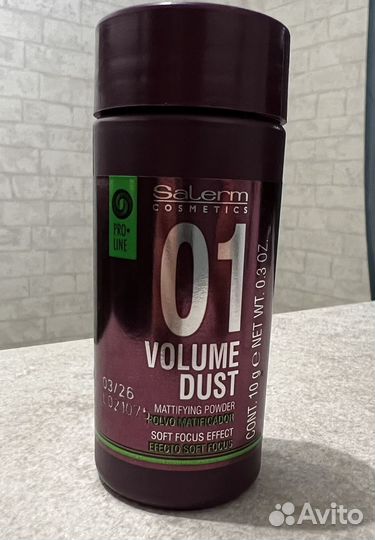 Salerm
COSMETICS
PRO•
LINE
01
VOLUME
DUST
MATTIFYING POWDER
POLVO MATIFICADOR
SOFT FOCUS EFFECT
EFECTO SOFT FOCUS
CONT. 10 g ℮ NET WT. 0.3 OZ.
03/26
Avito